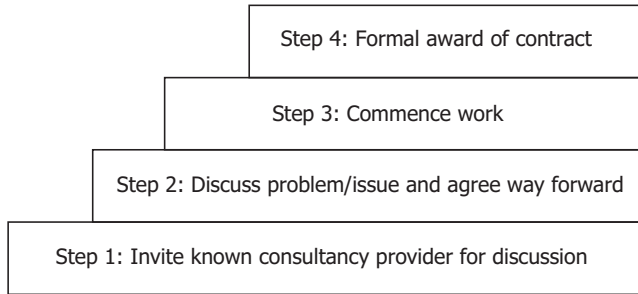 Step 4: Formal award of contract
Step 3: Commence work
Step 2: Discuss problem/issue and agree way forward
Step 1: Invite known consultancy provider for discussion